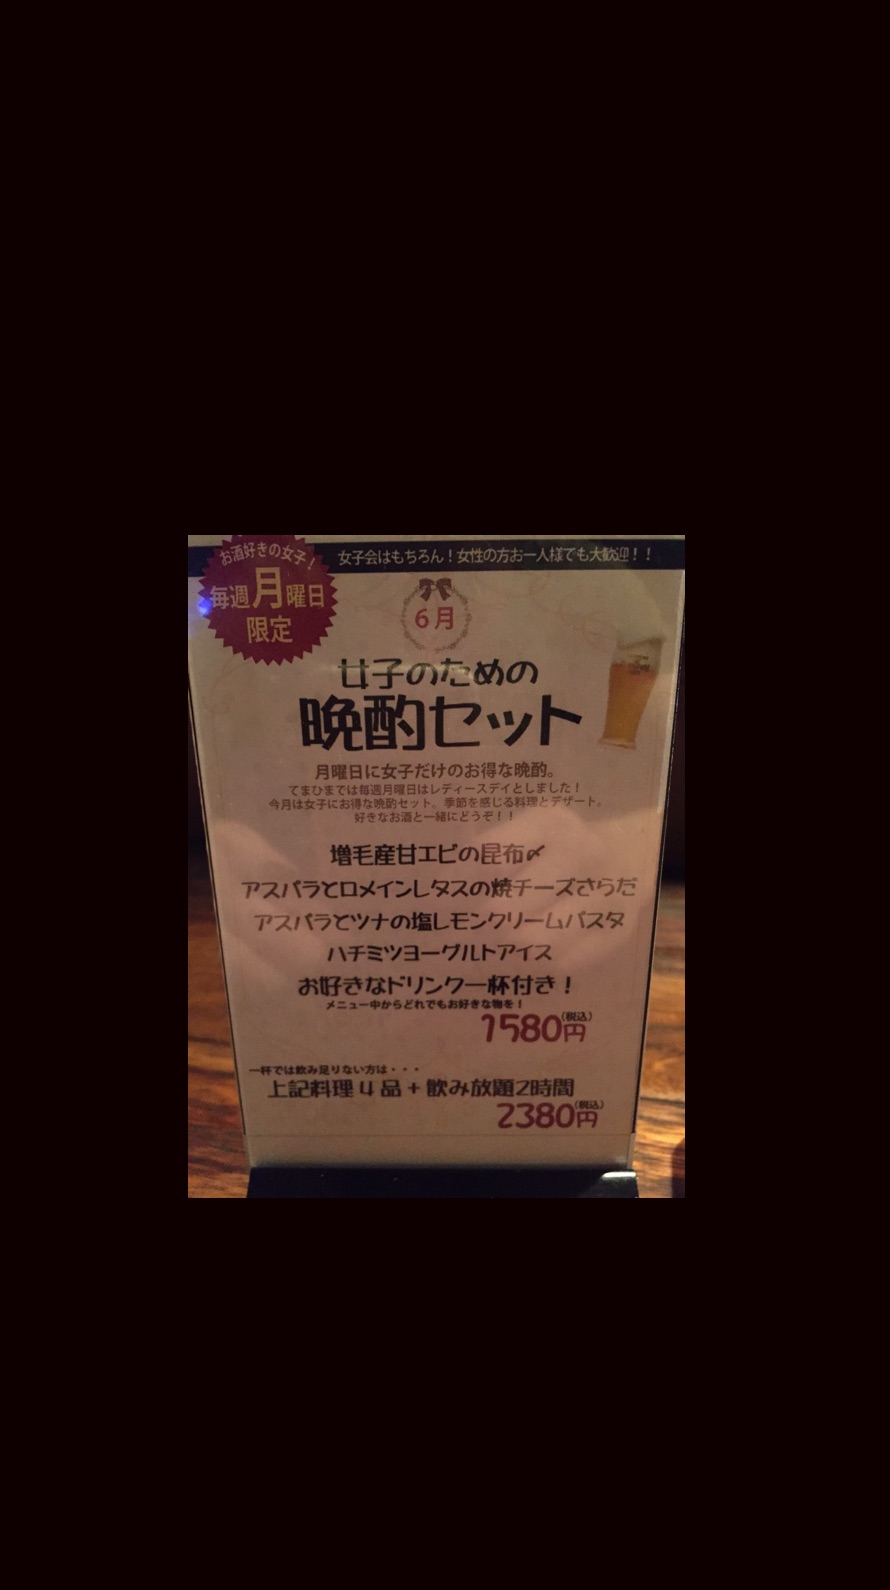 お酒好きの女子！
毎週月曜日
限定
女子会はもちろん！女性の方お一人様でも大歓迎！！
6月
女子のための
晩酌セット
月曜日に女子だけのお得な晩酌。
てまひまでは毎週月曜日はレディースデイとしました！
今月は女子にお得な晩酌セット。季節を感じる料理とデザート。
好きなお酒と一緒にどうぞ！！
増毛産甘エビの昆布〆
アスパラとロメインレタスの焼チーズさらだ
アスパラとツナの塩レモンクリームパスタ
ハチミツヨーグルトアイス
お好きなドリンク一杯付き！
メニュー中からどれでもお好きな物を！
1580円(税込)
一杯では飲み足りない方は・・・
上記料理4品＋飲み放題2時間
2380円(税込)